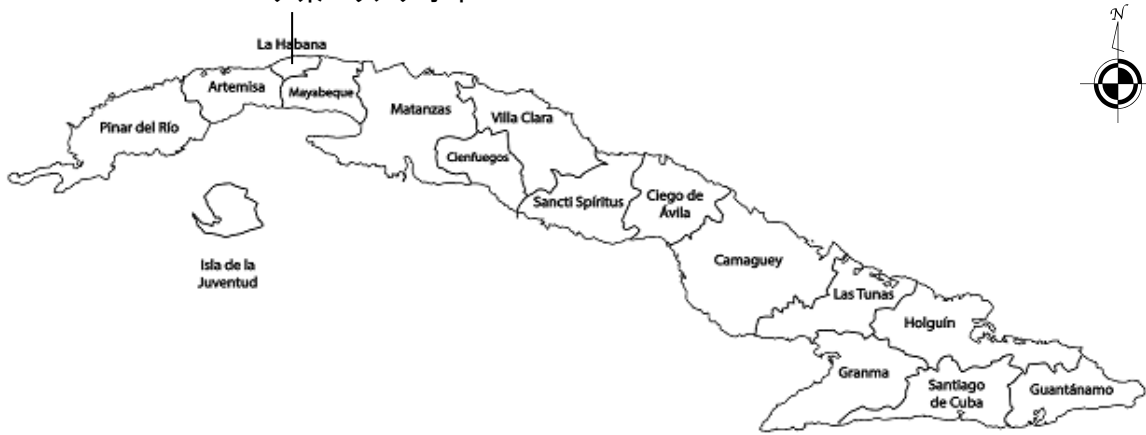 N
La Habana
Artemisa
Mayabeque
Matanzas
Villa Clara
Pinar del Río
Cienfuegos
Sancti Spíritus
Ciego de
Ávila
Isla de la
Juventud
Camaguey
Las Tunas
Holguín
Granma
Santiago
de Cuba
Guantánamo